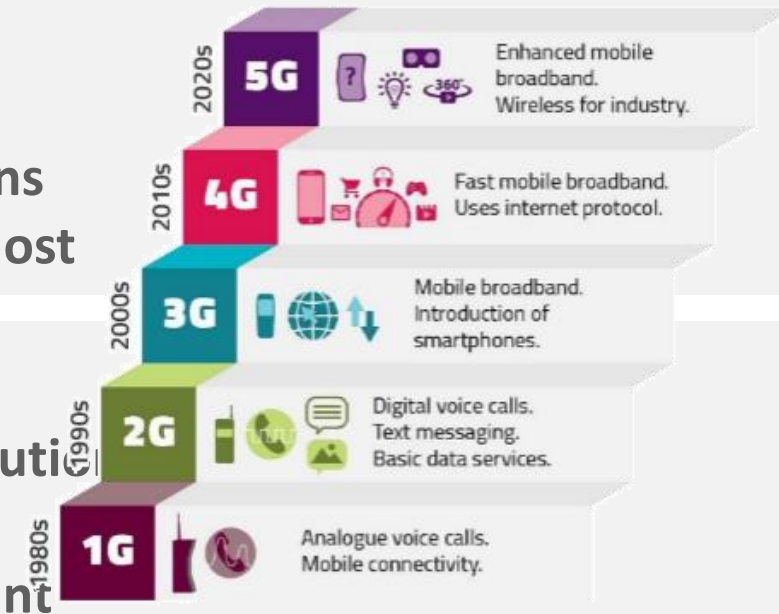 2020s
5G
?
360°
Enhanced mobile
broadband.
Wireless for industry.
2010s
4G
Fast mobile broadband.
Uses internet protocol.
ns
ost
2000s
3G
Mobile broadband.
Introduction of
smartphones.
1990s
2G
Digital voice calls.
Text messaging.
Basic data services.
utio
1980s
1G
Analogue voice calls.
Mobile connectivity.
nt